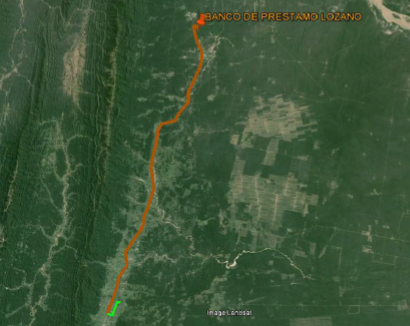 BANCO DE PRESTAMO LOZANO
Image Landsat